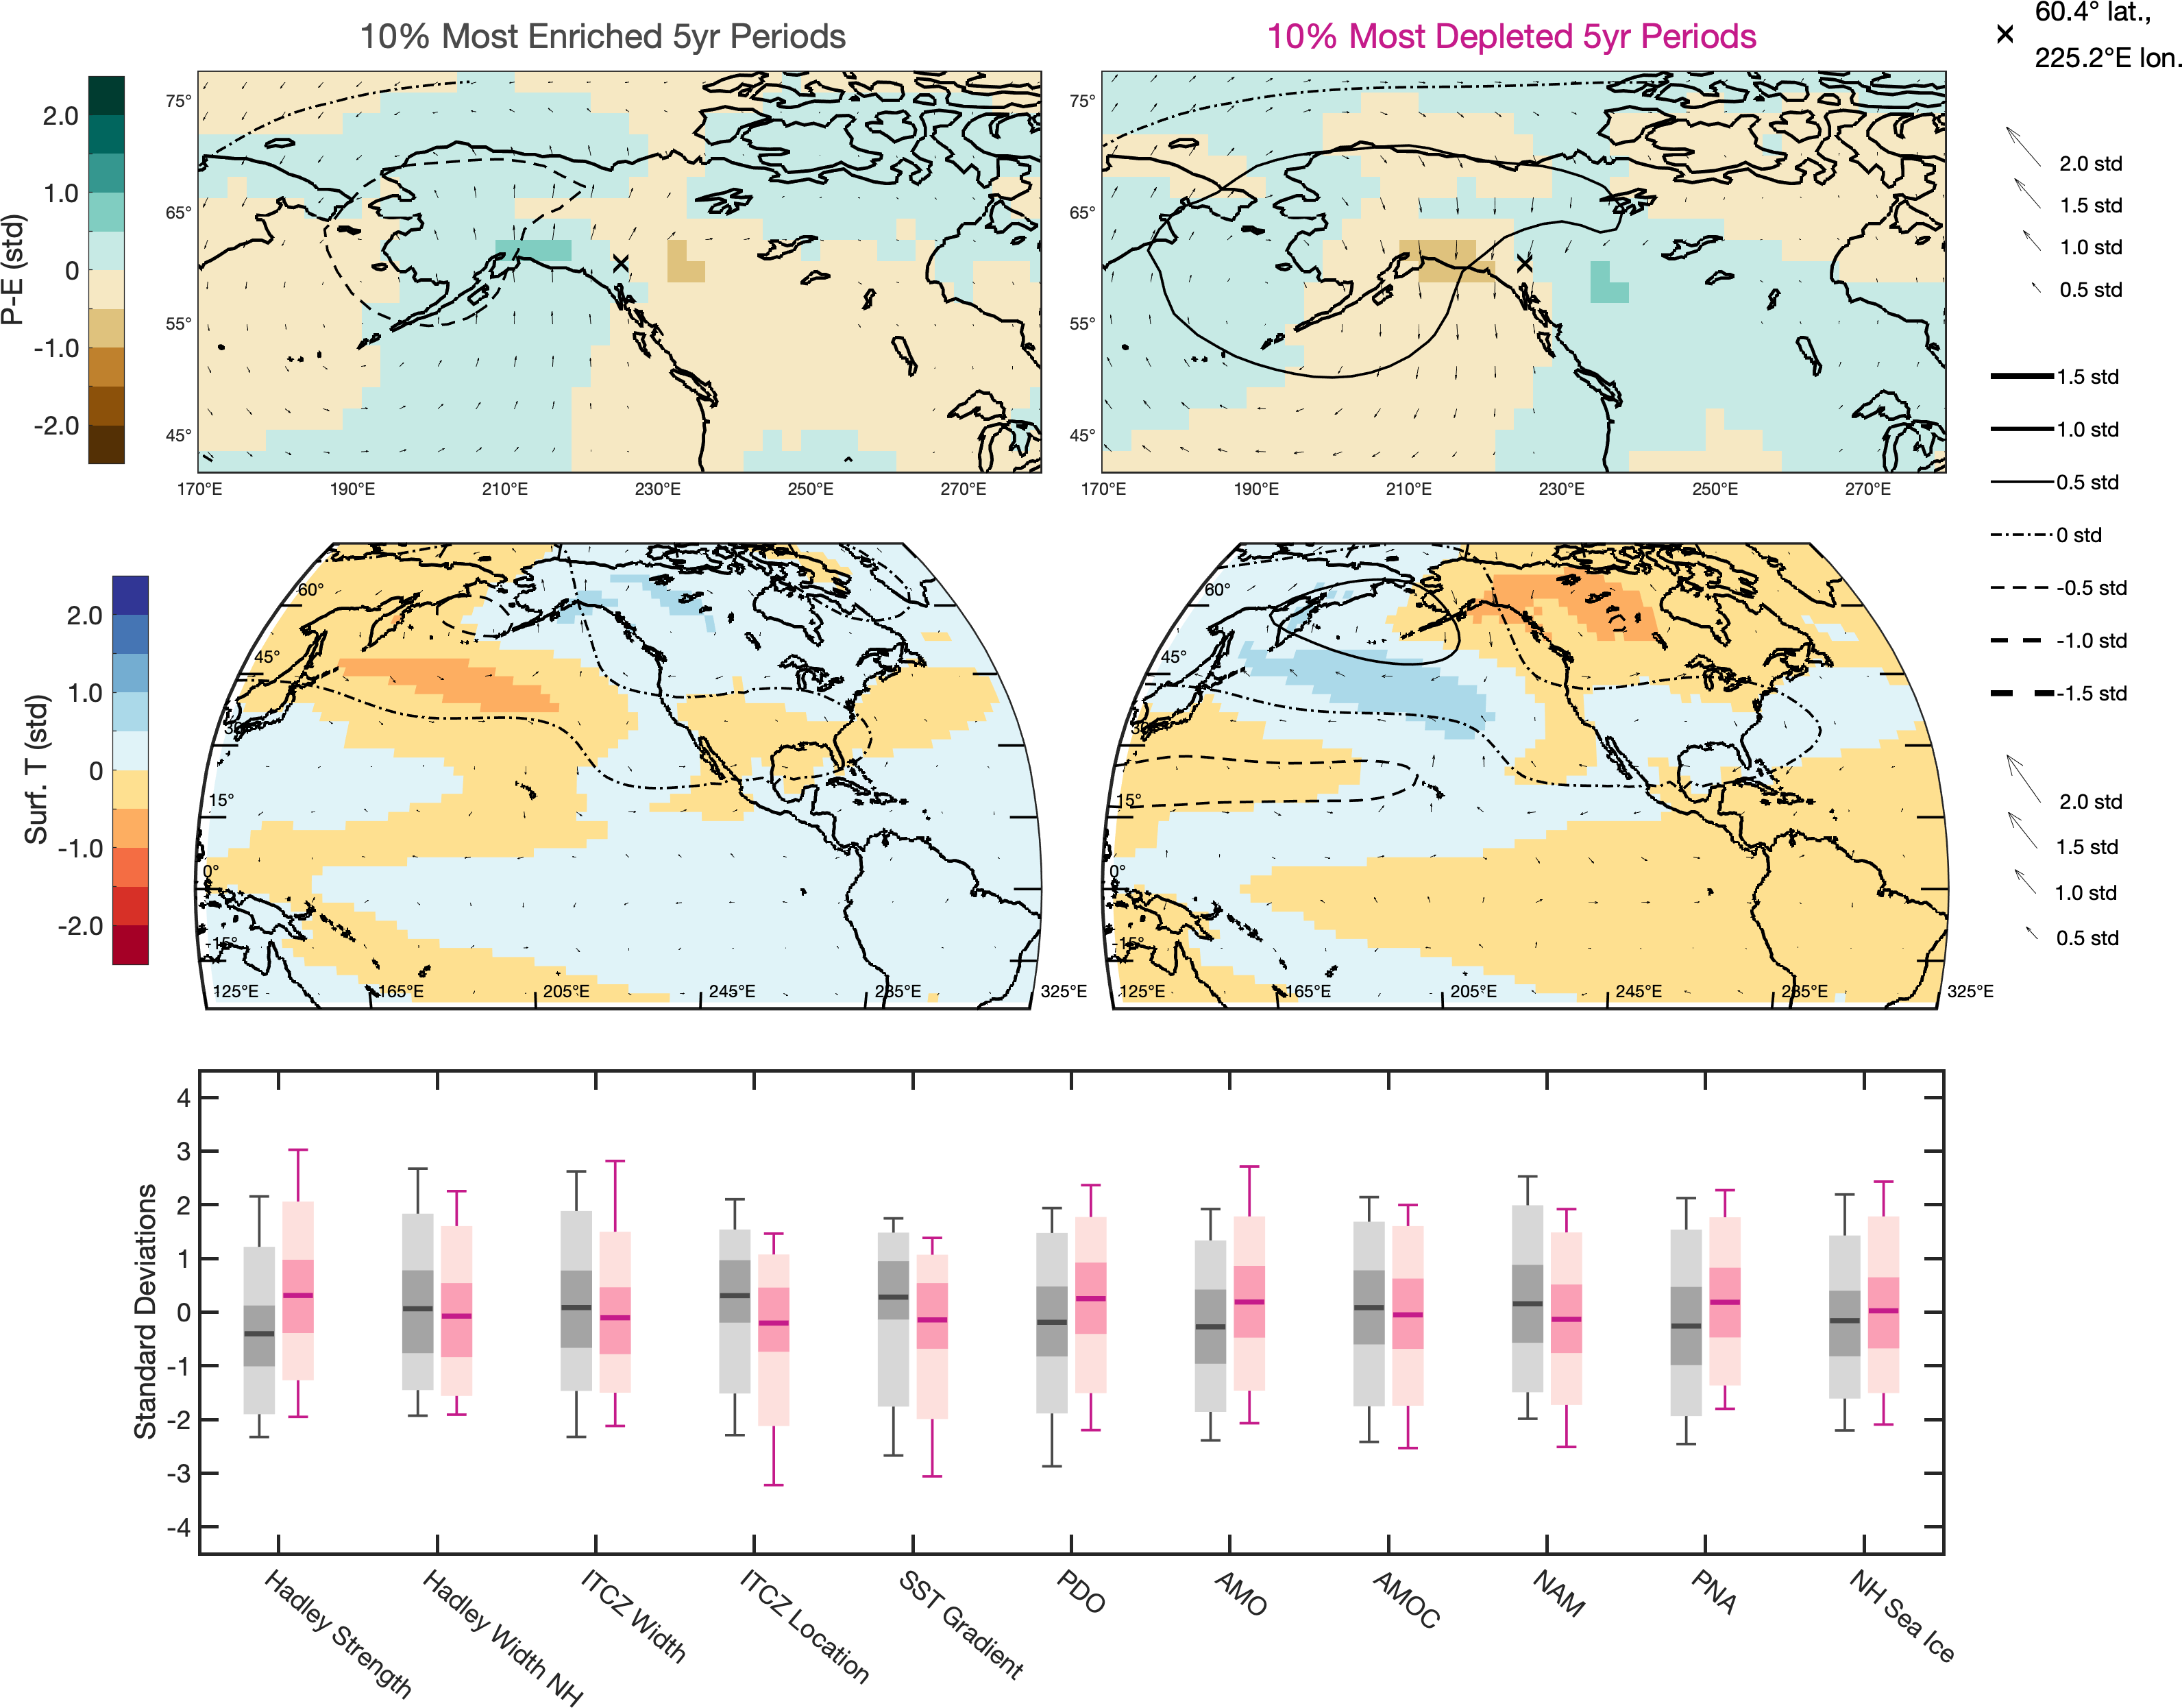 10% Most Enriched 5yr Periods
10% Most Depleted 5yr Periods
60.4° lat.,
225.2°E lon.
P-E (std)
2.0
1.0
0
-1.0
-2.0
75°
65°
55°
45°
170°E 190°E 210°E 230°E 250°E 270°E
75°
65°
55°
45°
170°E 190°E 210°E 230°E 250°E 270°E
2.0 std
1.5 std
1.0 std
0.5 std
1.5 std
1.0 std
0.5 std
0 std
-0.5 std
-1.0 std
-1.5 std
Surf. T (std)
2.0
1.0
0
-1.0
-2.0
60°
45°
30°
15°
0°
-15°
125°E 165°E 205°E 245°E 285°E 325°E
60°
45°
30°
15°
0°
-15°
125°E 165°E 205°E 245°E 285°E 325°E
2.0 std
1.5 std
1.0 std
0.5 std
Standard Deviations
4
3
2
1
0
-1
-2
-3
-4
Hadley Strength
Hadley Width NH
ITCZ Width
ITCZ Location
SST Gradient
PDO
AMO
AMOC
NAM
PNA
NH Sea Ice